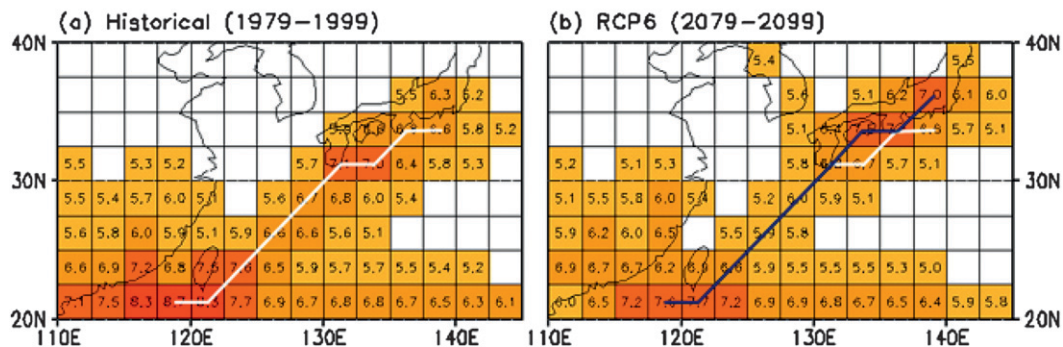 (a) Historical (1979−1999) (b) RCP6 (2079−2099)
40N 40N
5.4 5.5
5.5 6.3 6.2 5.1 6.2 7.0 6.1 6.0
5.8 5.2 5.1 5.7 5.1
5.5 5.3 5.2 5.7 6.4 5.8 5.3 5.2 5.1 5.3 5.8 5.7 5.1
30N 30N
5.5 5.4 5.7 6.0 5.1 5.6 6.7 6.8 6.0 5.4 5.1 5.5 5.8 6.0 5.4 5.2 6.0 5.9 5.1
5.6 5.8 6.0 5.9 5.1 5.9 6.6 6.6 5.6 5.1 5.9 6.2 6.0 6.5 5.5 5.9 5.8
6.6 6.9 7.2 6.8 7.5 7.6 6.5 5.9 5.7 5.7 5.5 5.4 5.2 6.9 6.7 6.7 6.2 6.9 6.6 5.9 5.5 5.5 5.5 5.3 5.0
7.1 7.5 8.3 7.7 6.9 6.7 6.8 6.8 6.7 6.5 6.3 6.1 6.0 6.5 7.2 7.7 7.2 6.9 6.9 6.8 6.7 6.5 6.4 5.9 5.8
20N 20N
110E 120E 130E 140E 110E 120E 130E 140E